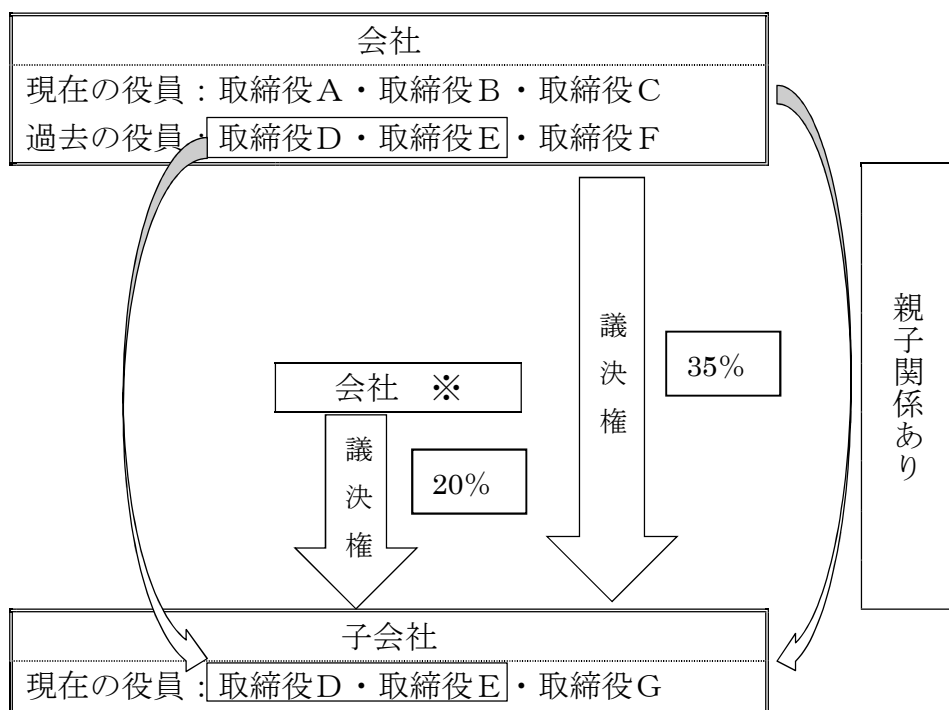 会社
現在の役員：取締役A・取締役B・取締役C
過去の役員：取締役D・取締役E・取締役F
親子関係あり
議決権
35%
会社　※
議決権
20%
子会社
現在の役員：取締役D・取締役E・取締役G